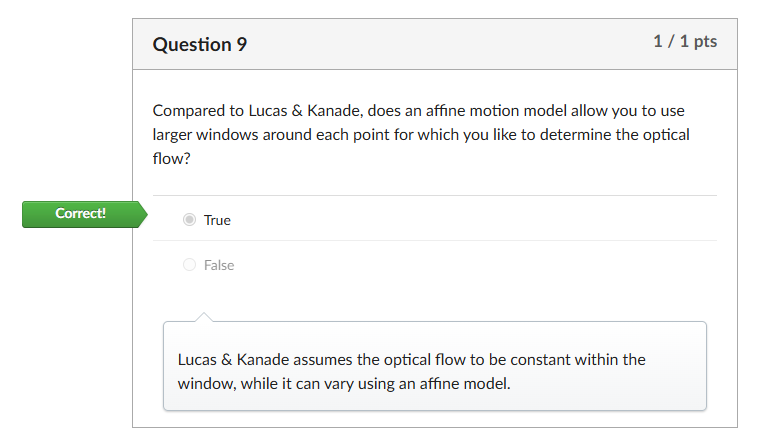 Question 9
1 / 1 pts
Compared to Lucas & Kanade, does an affine motion model allow you to use
larger windows around each point for which you like to determine the optical
flow?
Correct!
True
False
Lucas & Kanade assumes the optical flow to be constant within the
window, while it can vary using an affine model.